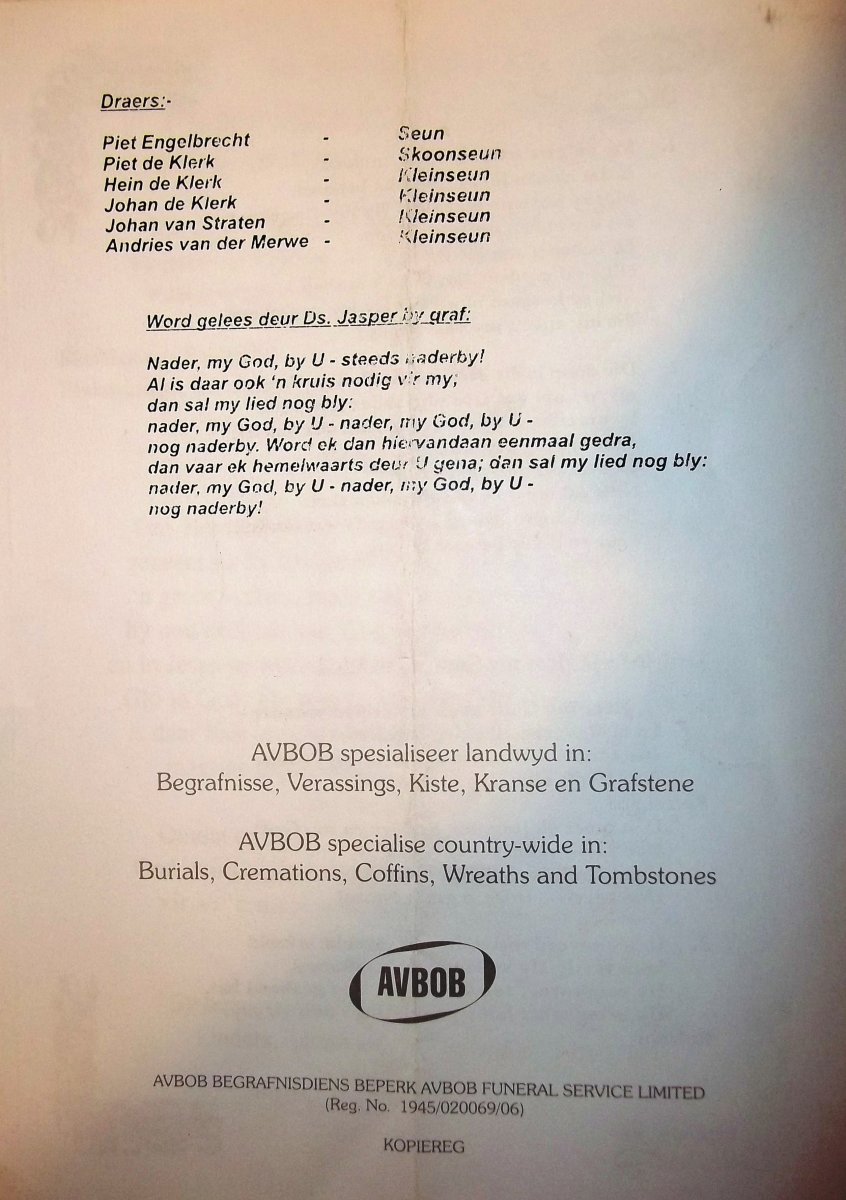 Draers:-
Piet Engelbrecht - Seun
Piet de Klerk - Skoonseun
Hein de Klerk - Kleinseun
Johan de Klerk - Kleinseun
Johan van Straten - Kleinseun
Andries van der Merwe - Kleinseun
Word gelees deur Ds. Jasper by graf:
Nader, my God, by U - steeds naderby!
Al is daar ook 'n kruis nodig vir my;
dan sal my lied nog bly:
nader, my God, by U - nader, my God, by U -
nog naderby. Word ek dan hiervandaan eenmaal gedra,
dan vaar ek hemelwaarts deur U gena; dan sal my lied nog bly:
nader, my God, by U - nader, my God, by U -
nog naderby!
AVBOB spesialiseer landwyd in:
Begrafnisse, Verassings, Kiste, Kranse en Grafstene
AVBOB specialise country-wide in:
Burials, Cremations, Coffins, Wreaths and Tombstones
AVBOB
AVBOB BEGRAFNISDIENS BEPERK AVBOB FUNERAL SERVICE LIMITED
(Reg. No. 1945/020069/06)
KOPIEREG